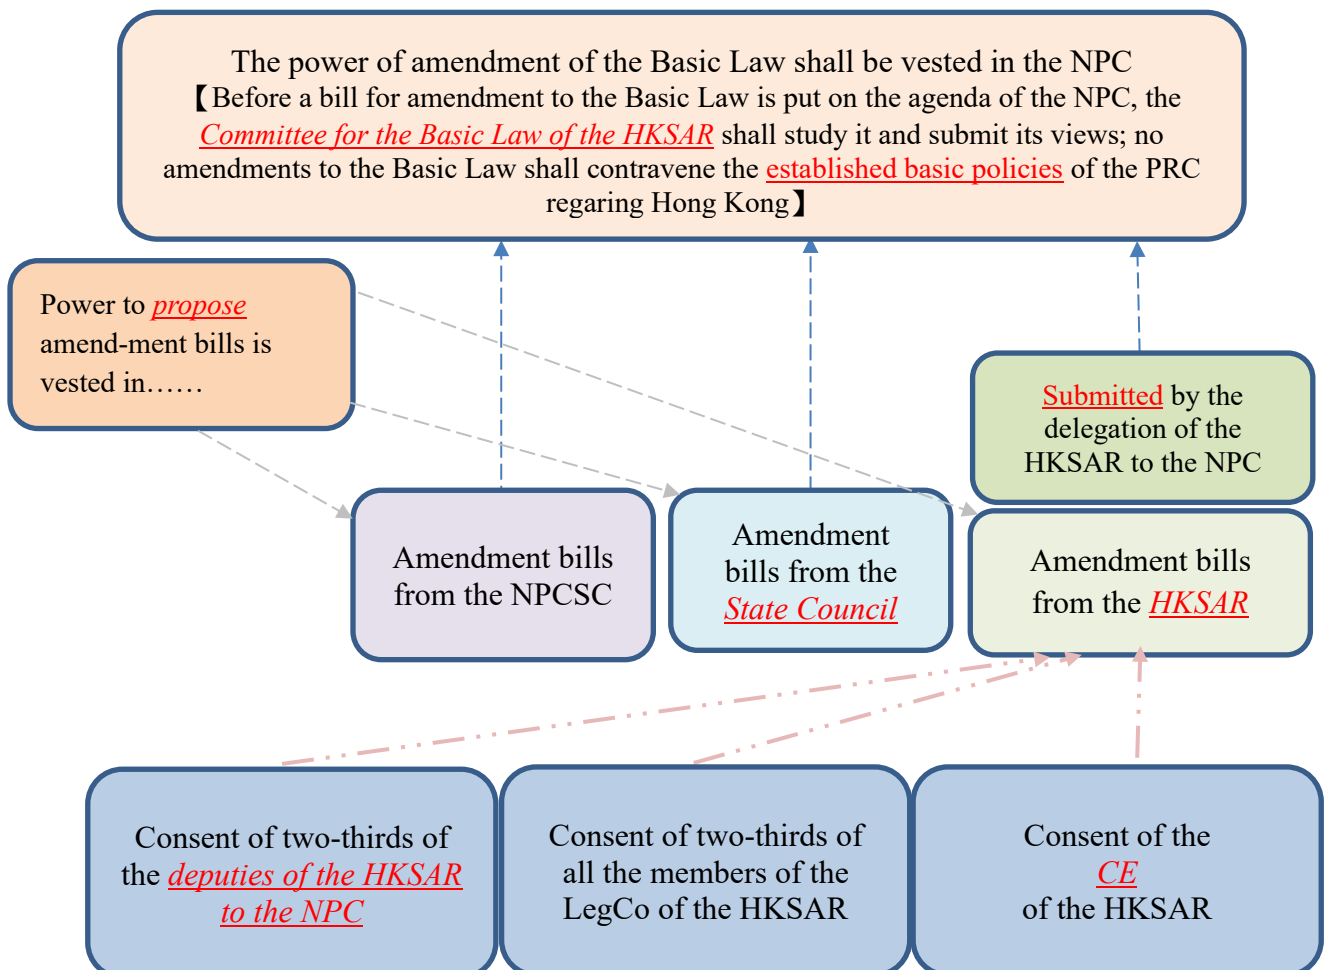 The power of amendment of the Basic Law shall be vested in the NPC
【Before a bill for amendment to the Basic Law is put on the agenda of the NPC, the
Committee for the Basic Law of the HKSAR shall study it and submit its views; no
amendments to the Basic Law shall contravene the established basic policies of the PRC
regaring Hong Kong】
Power to propose
amend-ment bills is
vested in……
Submitted by the
delegation of the
HKSAR to the NPC
Amendment bills
from the NPCSC
Amendment
bills from the
State Council
Amendment bills
from the HKSAR
Consent of two-thirds of
the deputies of the HKSAR
to the NPC
Consent of two-thirds of
all the members of the
LegCo of the HKSAR
Consent of the
CE
of the HKSAR